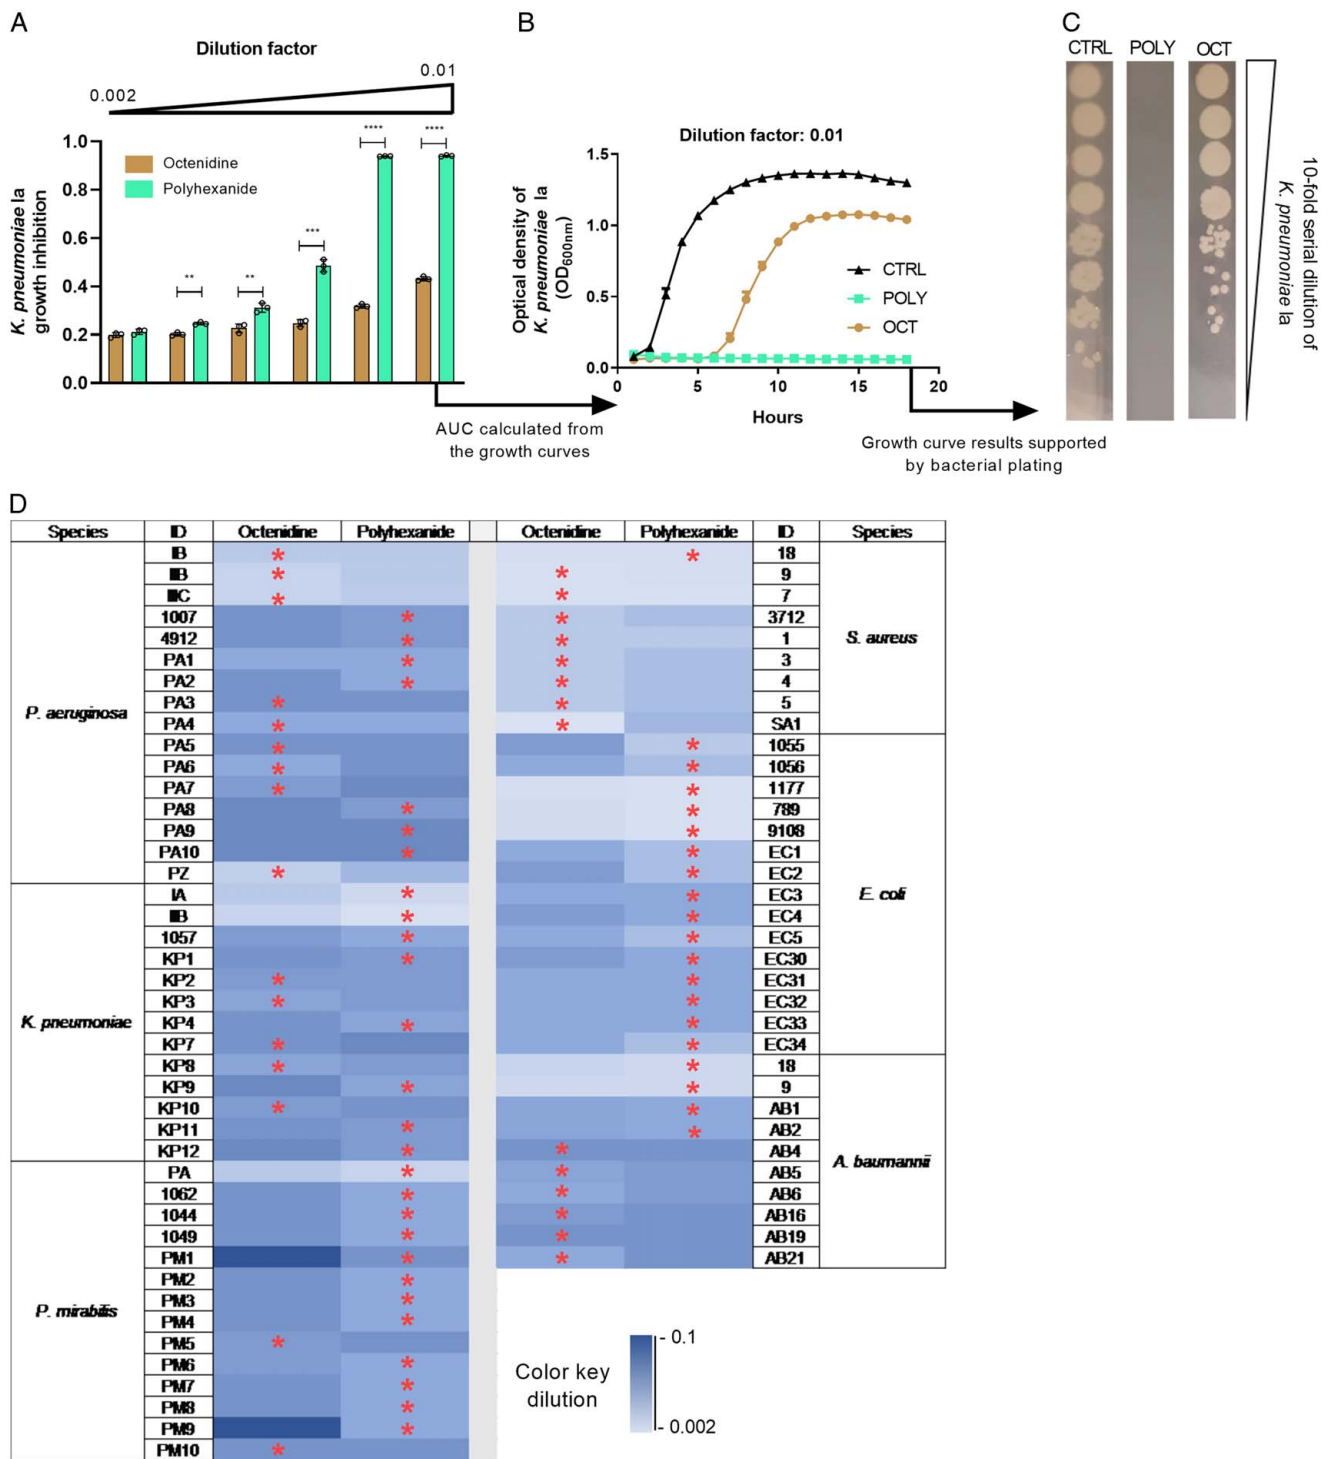 A
Dilution factor
0.002
0.01
1.0
0.8
0.6
0.4
0.2
0.0
K. pneumoniae Ia
growth inhibition
Octenidine
Polyhexanide
**
**
***
****
****
AUC calculated from
the growth curves
B
Dilution factor: 0.01
1.5
1.0
0.5
0.0
0
5
10
15
20
Hours
Optical density of
K. pneumoniae Ia
(OD600nm)
CTRL
POLY
OCT
Growth curve results supported
by bacterial plating
C
CTRL POLY OCT
10-fold serial dilution of
K. pneumoniae Ia
D
Species ID Octenidine Polyhexanide
P. aeruginosa
IB *
*
*
1007 *
4912 *
PA1 *
PA2 *
PA3 *
PA4 *
PA5 *
PA6 *
PA7 *
PA8 *
PA9 *
PA10 *
PZ *
K. pneumoniae
IA *
*
1057 *
KP1 *
KP2 *
KP3 *
KP4 *
KP7 *
KP8 *
KP9 *
KP10 *
KP11 *
KP12 *
P. mirabilis
PA *
1062 *
1044 *
1049 *
PM1 *
PM2 *
PM3 *
PM4 *
PM5 *
PM6 *
PM7 *
PM8 *
PM9 *
PM10 *
Octenidine Polyhexanide ID Species
S. aureus
* 18
* 9
* 7
* 3712
* 1
* 3
* 4
* 5
* SA1
E. coli
* 1055
* 1056
* 1177
* 789
* 9108
* EC1
* EC2
* EC3
* EC4
* EC5
* EC30
* EC31
* EC32
* EC33
* EC34
A. baumannii
* 18
* 9
* AB1
* AB2
* AB4
* AB5
* AB6
* AB16
* AB19
* AB21
Color key
dilution
- 0.1
- 0.002